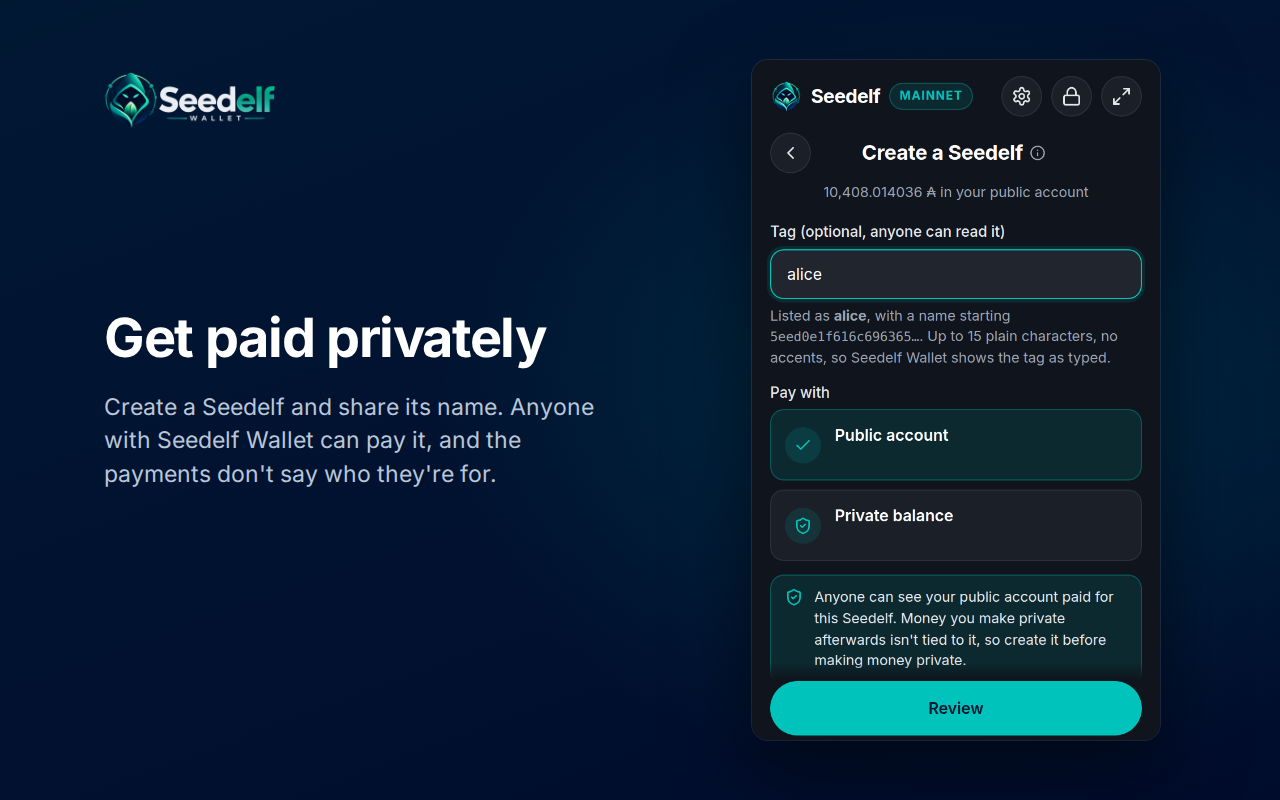 Seedelf
WALLET
Get paid privately
Create a Seedelf and share its name. Anyone
with Seedelf Wallet can pay it, and the
payments don't say who they're for.
Seedelf MAINNET
Create a Seedelf
10,408.014036 ₳ in your public account
Tag (optional, anyone can read it)
alice
Listed as alice, with a name starting
5eed0e1f616c696365…. Up to 15 plain characters, no
accents, so Seedelf Wallet shows the tag as typed.
Pay with
Public account
Private balance
Anyone can see your public account paid for
this Seedelf. Money you make private
afterwards isn't tied to it, so create it before
making money private.
Review